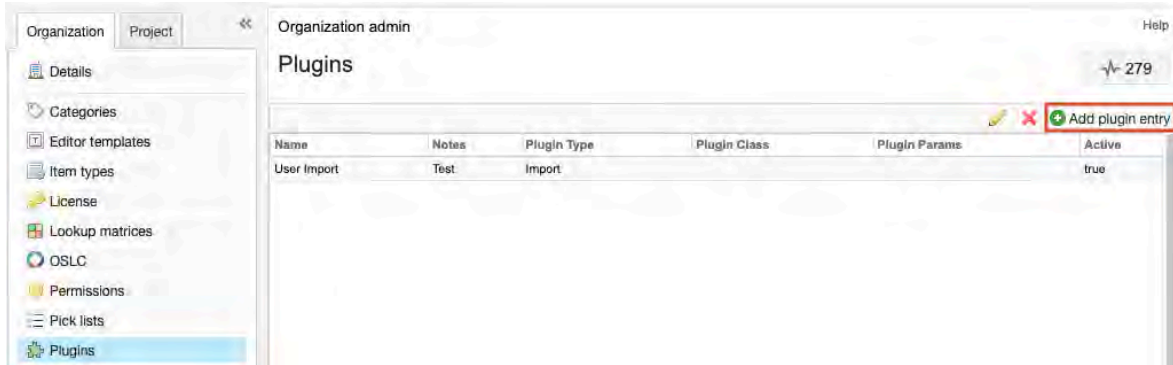 Organization Project
Organization admin Help
Plugins 279
Details
Categories
Editor templates
Item types
License
Lookup matrices
OSLC
Permissions
Pick lists
Plugins
Add plugin entry
Name Notes Plugin Type Plugin Class Plugin Params Active
User Import Test Import true